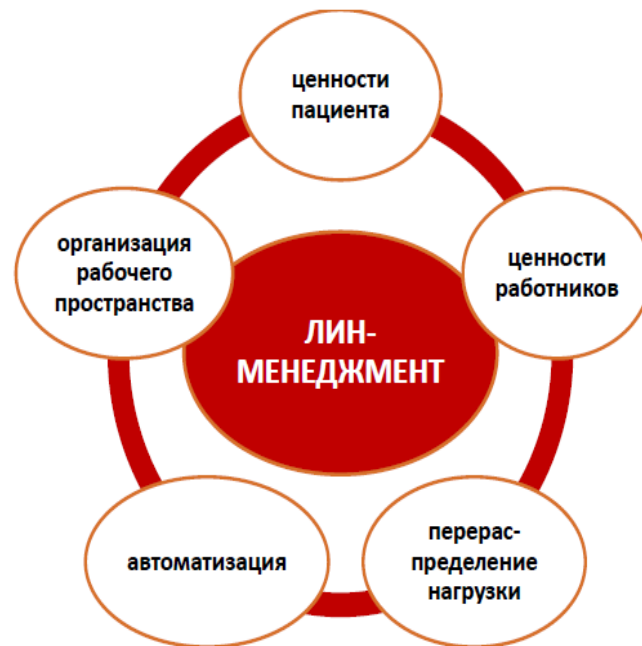 ценности
пациента
ценности
работников
перерас-
пределение
нагрузки
автоматизация
организация
рабочего
пространства
ЛИН-
МЕНЕДЖМЕНТ